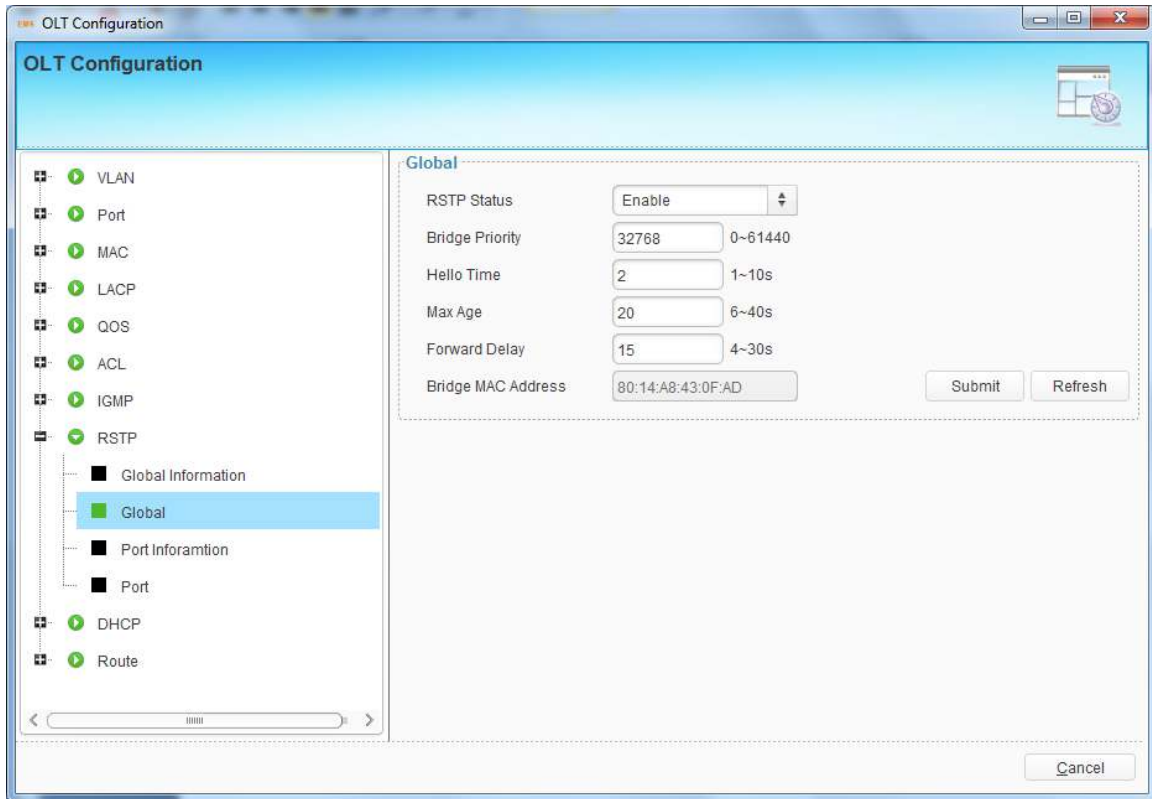 EMS OLT Configuration
OLT Configuration
VLAN
Port
MAC
LACP
QOS
ACL
IGMP
RSTP
Global Information
Global
Port Inforamtion
Port
DHCP
Route
Global
RSTP Status Enable
Bridge Priority 32768 0~61440
Hello Time 2 1~10s
Max Age 20 6~40s
Forward Delay 15 4~30s
Bridge MAC Address 80:14:A8:43:0F:AD Submit Refresh
Cancel